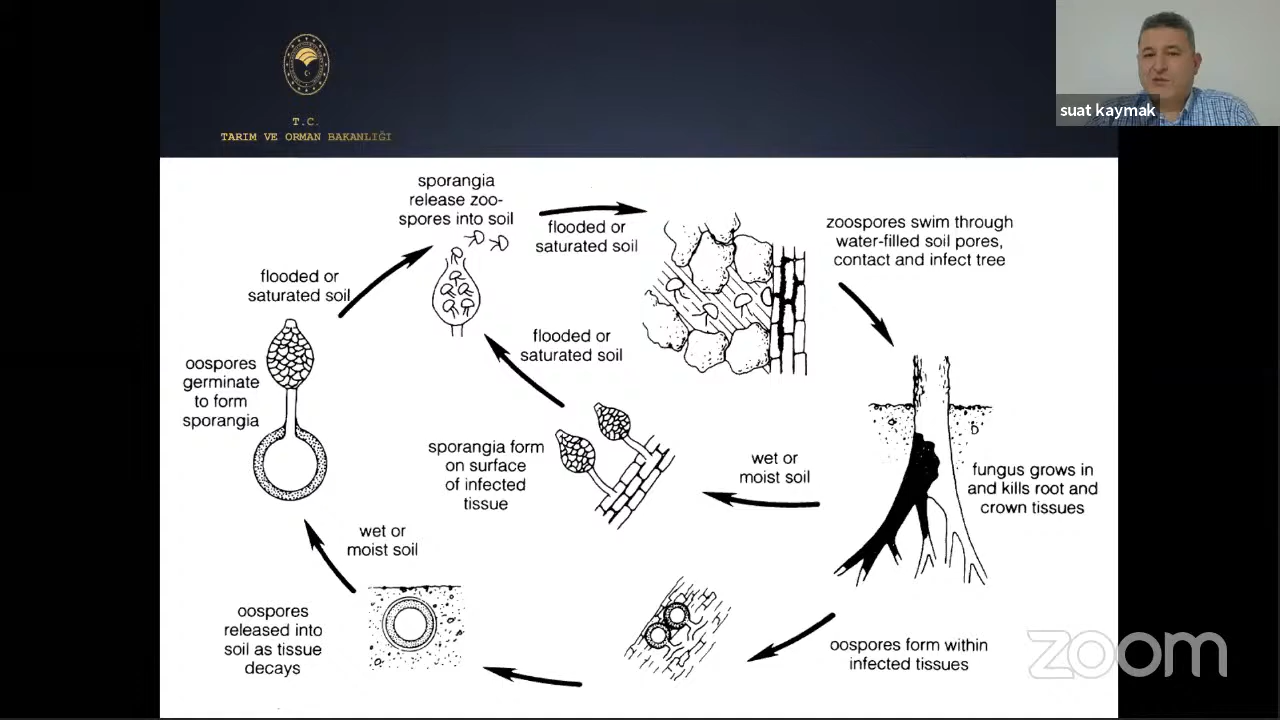 T.C.
TARIM VE ORMAN BAKANLIĞI
suat kaymak
sporangia
release zoo-
spores into soil
flooded or
saturated soil
zoospores swim through
water-filled soil pores,
contact and infect tree
flooded or
saturated soil
flooded or
saturated soil
oospores
germinate
to form
sporangia
sporangia form
on surface
of infected
tissue
wet or
moist soil
fungus grows in
and kills root and
crown tissues
wet or
moist soil
oospores
released into
soil as tissue
decays
oospores form within
infected tissues
zoom